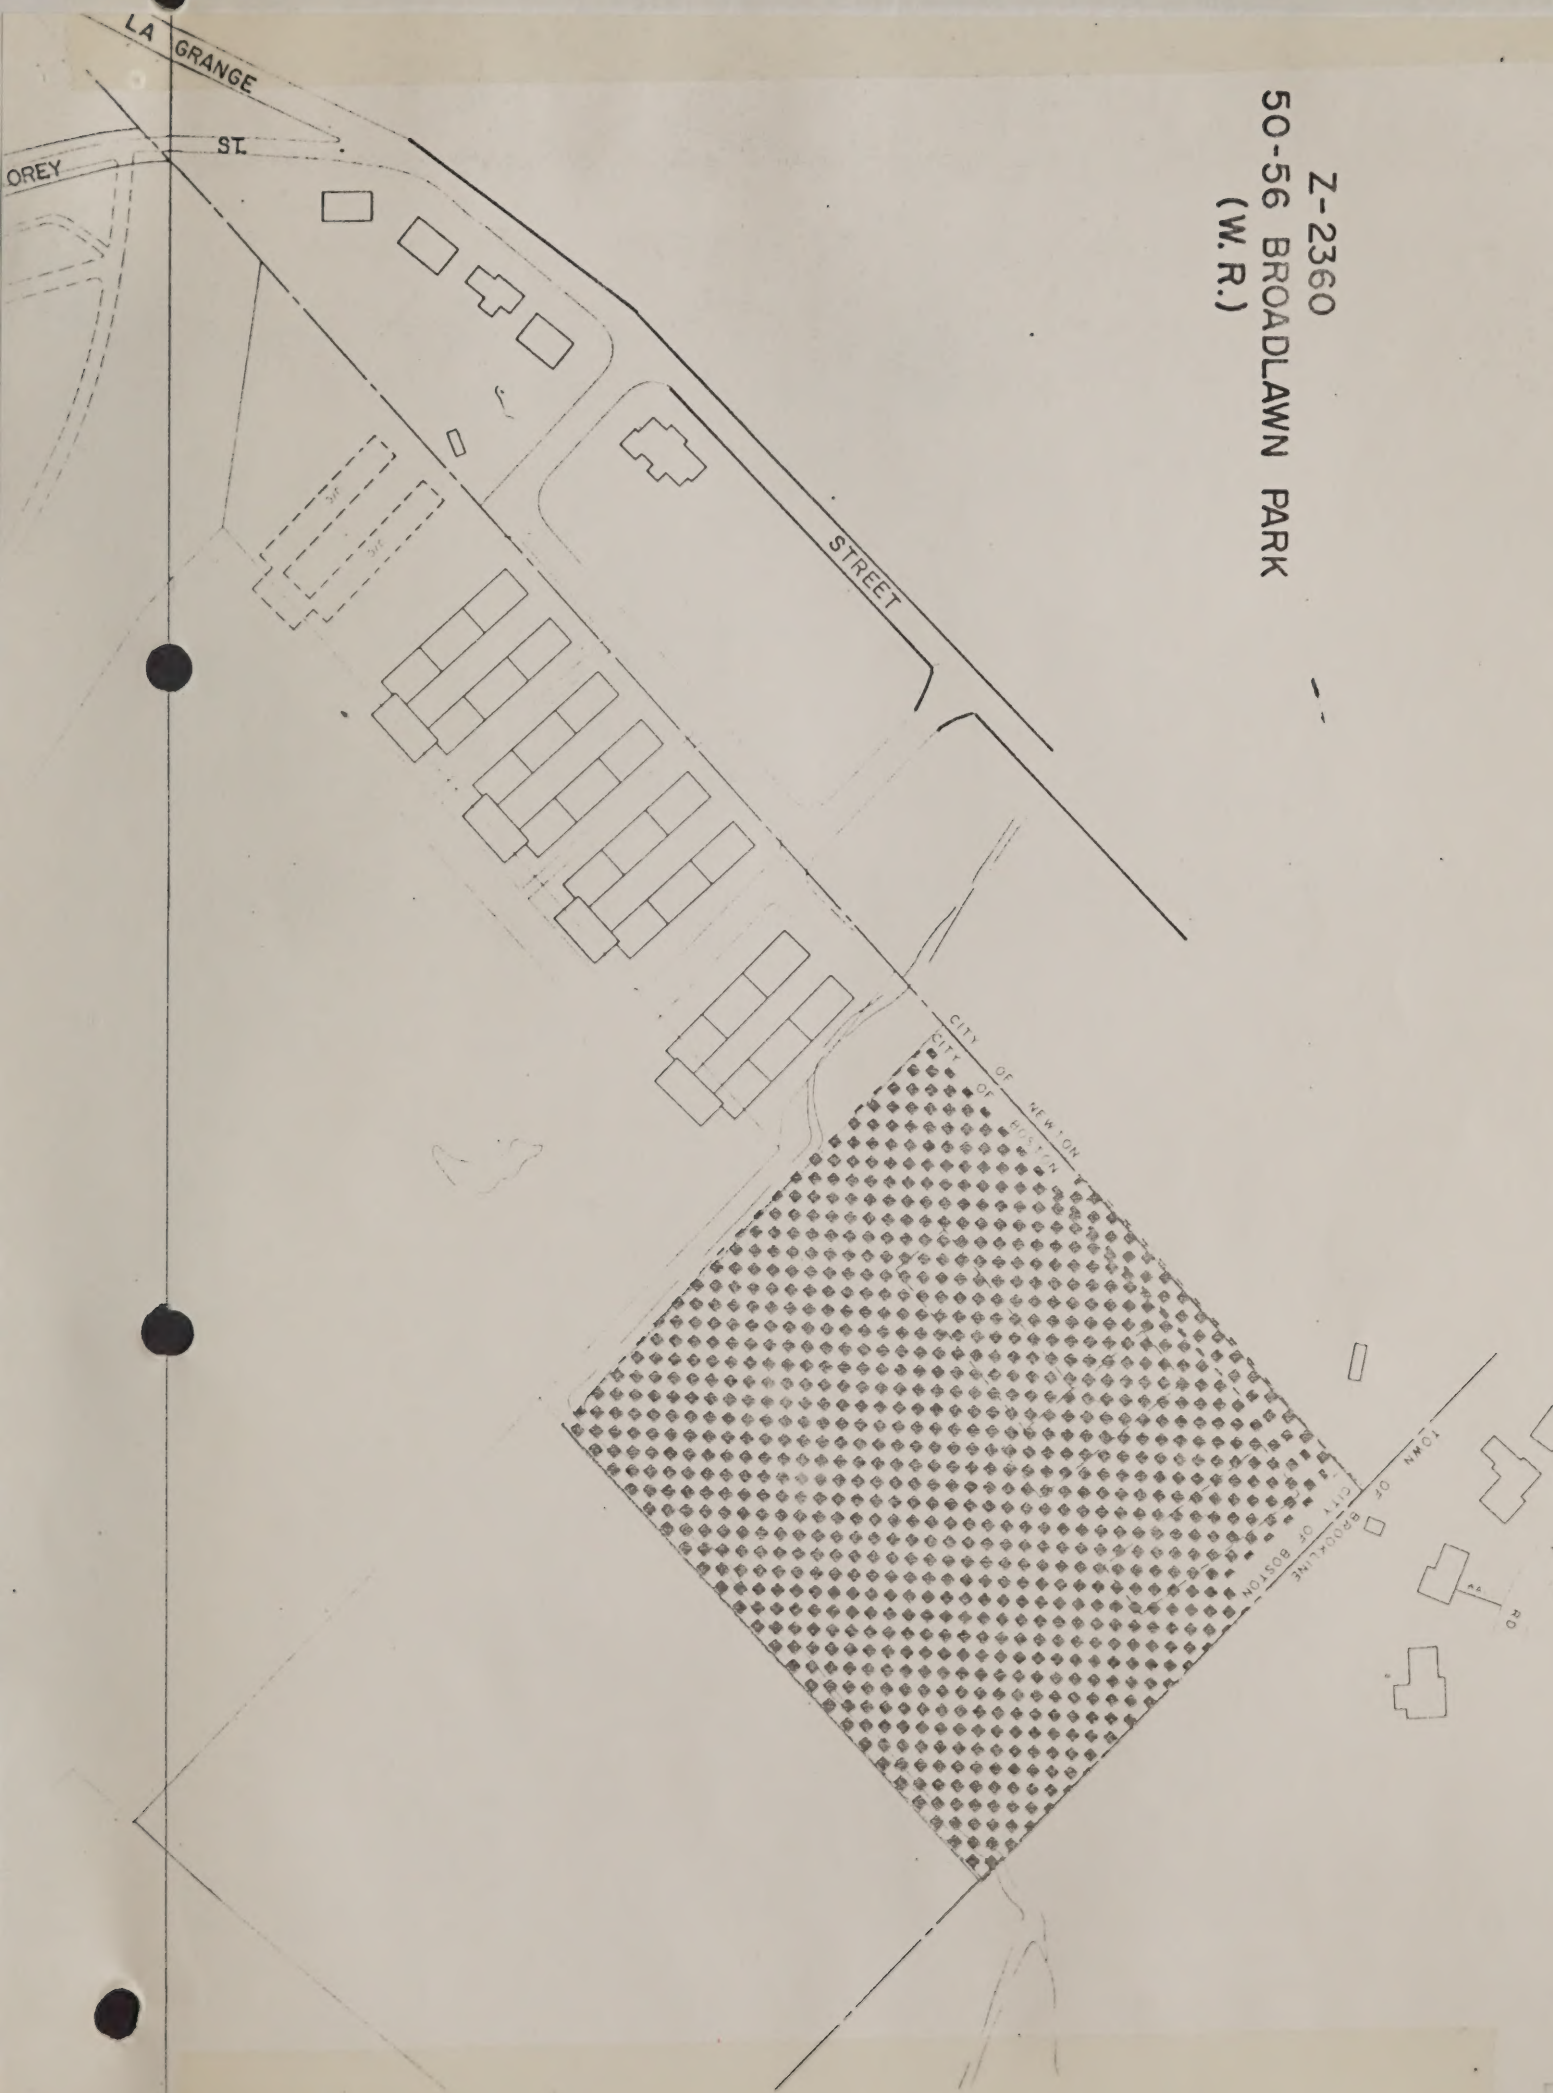 Z-2360
50-56 BROADLAWN PARK
(W.R.)
LA GRANGE
ST.
OREY
STREET
CITY OF NEWTON
CITY OF BOSTON
TOWN OF BROOKLINE
CITY OF BOSTON
RD